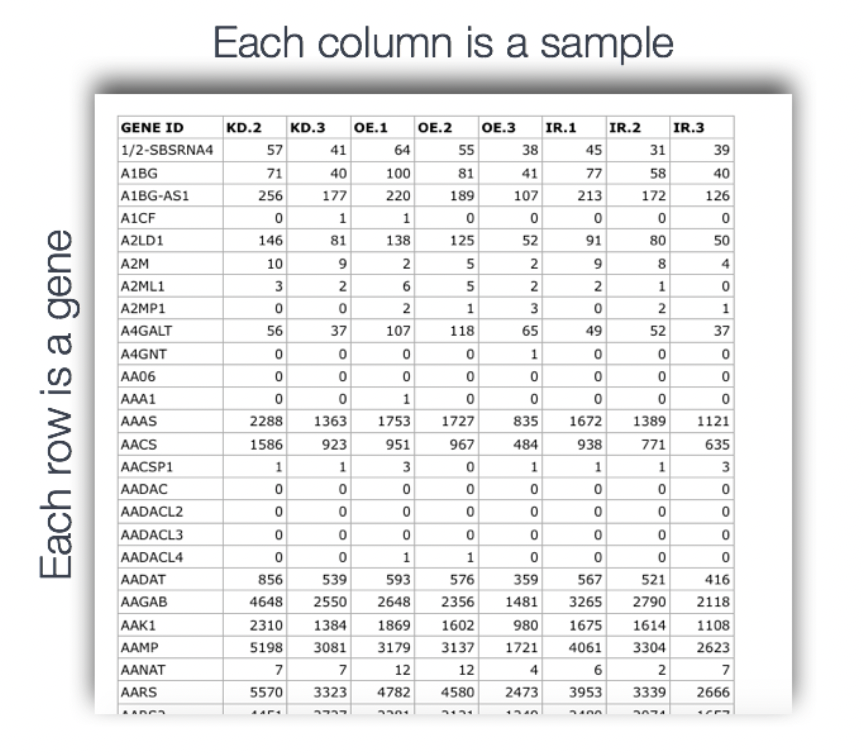 Each column is a sample
Each row is a gene
GENE ID KD.2 KD.3 OE.1 OE.2 OE.3 IR.1 IR.2 IR.3
1/2-SBSRNA4 57 41 64 55 38 45 31 39
A1BG 71 40 100 81 41 77 58 40
A1BG-AS1 256 177 220 189 107 213 172 126
A1CF 0 1 1 0 0 0 0 0
A2LD1 146 81 138 125 52 91 80 50
A2M 10 9 2 5 2 9 8 4
A2ML1 3 2 6 5 2 2 1 0
A2MP1 0 0 2 1 3 0 2 1
A4GALT 56 37 107 118 65 49 52 37
A4GNT 0 0 0 0 1 0 0 0
AA06 0 0 0 0 0 0 0 0
AAA1 0 0 1 0 0 0 0 0
AAAS 2288 1363 1753 1727 835 1672 1389 1121
AACS 1586 923 951 967 484 938 771 635
AACSP1 1 1 3 0 1 1 1 3
AADAC 0 0 0 0 0 0 0 0
AADACL2 0 0 0 0 0 0 0 0
AADACL3 0 0 0 0 0 0 0 0
AADACL4 0 0 1 1 0 0 0 0
AADAT 856 539 593 576 359 567 521 416
AAGAB 4648 2550 2648 2356 1481 3265 2790 2118
AAK1 2310 1384 1869 1602 980 1675 1614 1108
AAMP 5198 3081 3179 3137 1721 4061 3304 2623
AANAT 7 7 12 12 4 6 2 7
AARS 5570 3323 4782 4580 2473 3953 3339 2666